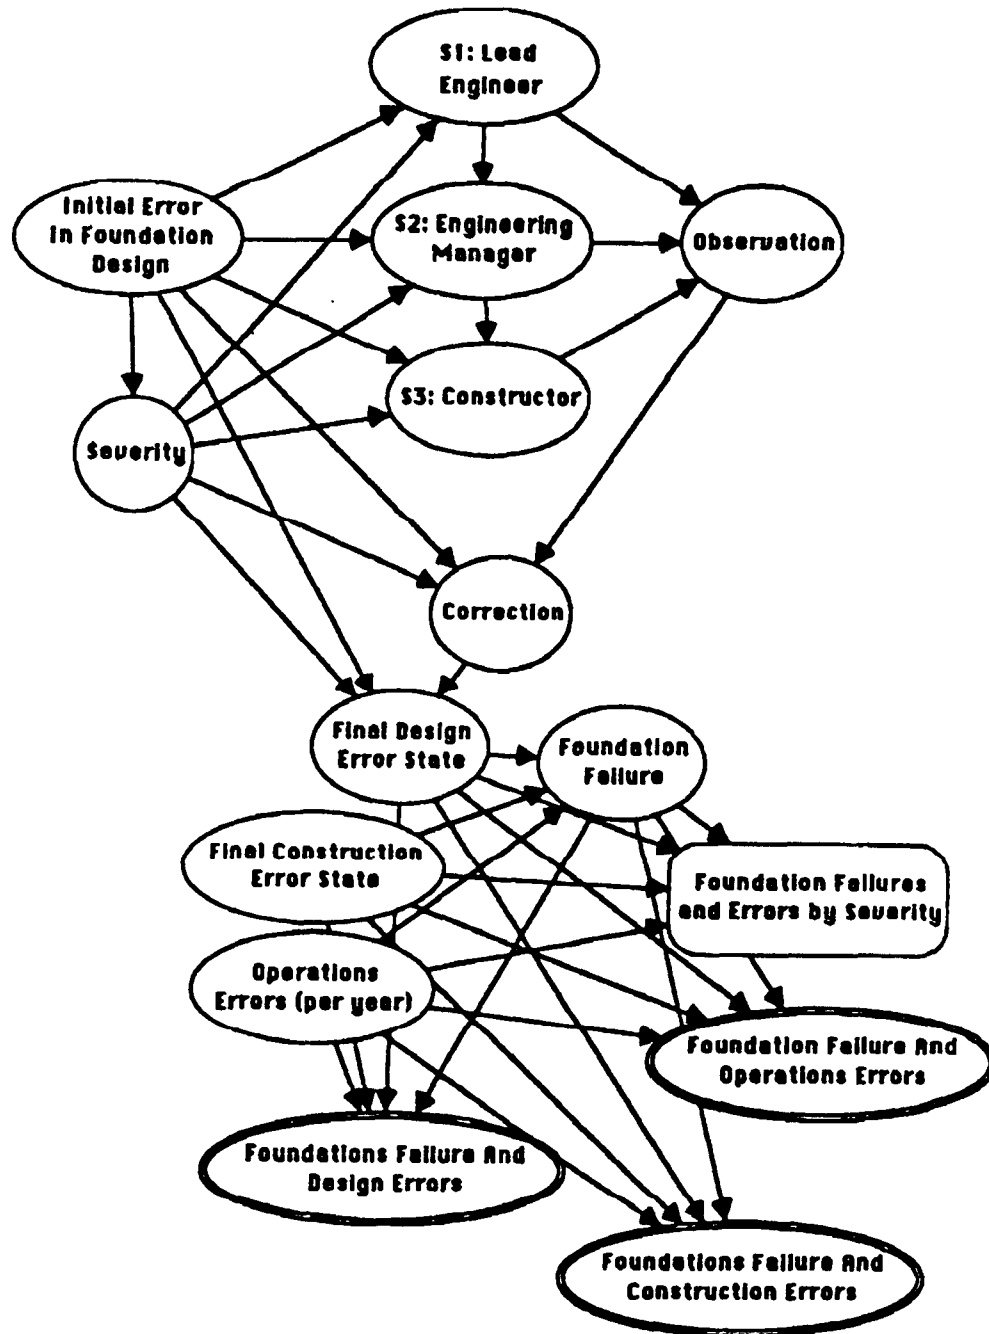 S1: Lead
Engineer
Initial Error
in Foundation
Design
S2: Engineering
Manager
Observation
S3: Constructor
Severity
Correction
Final Design
Error State
Foundation
Failure
Final Construction
Error State
Foundation Failures
and Errors by Severity
Operations
Errors (per year)
Foundation Failure And
Operations Errors
Foundations Failure And
Design Errors
Foundations Failure And
Construction Errors